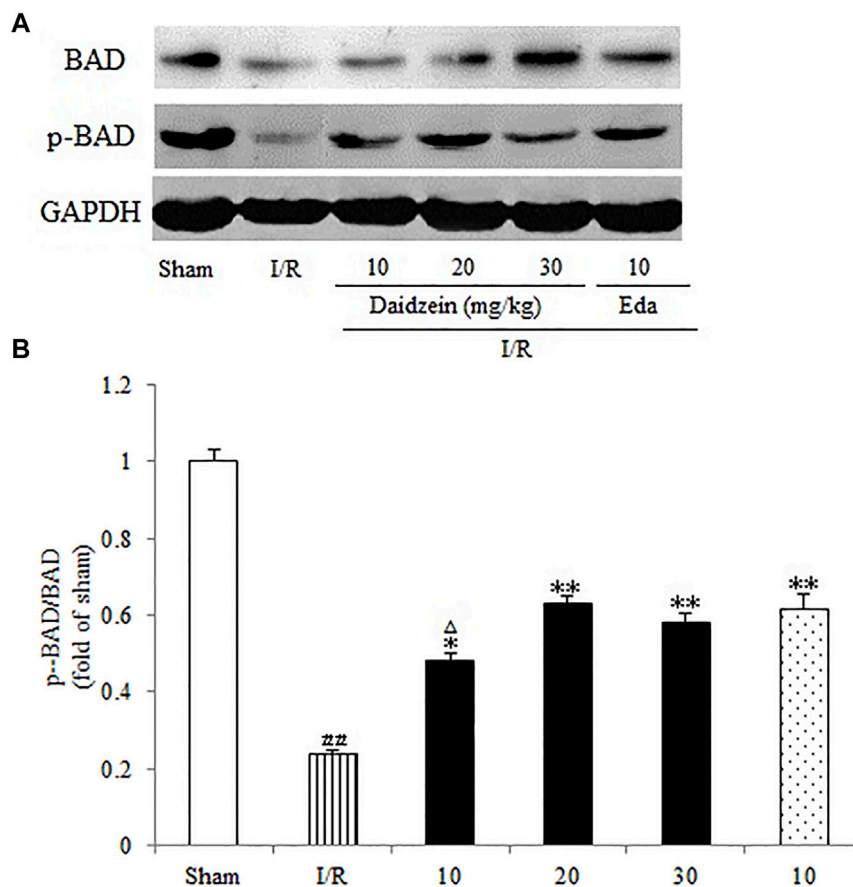 A
BAD
p-BAD
GAPDH
Sham I/R 10 20 30 10
Daidzein (mg/kg) Eda
I/R
B
1.2
1
0.8
0.6
0.4
0.2
0
p--BAD/BAD
(fold of sham)
##
Δ
*
**
**
**
Sham I/R 10 20 30 10